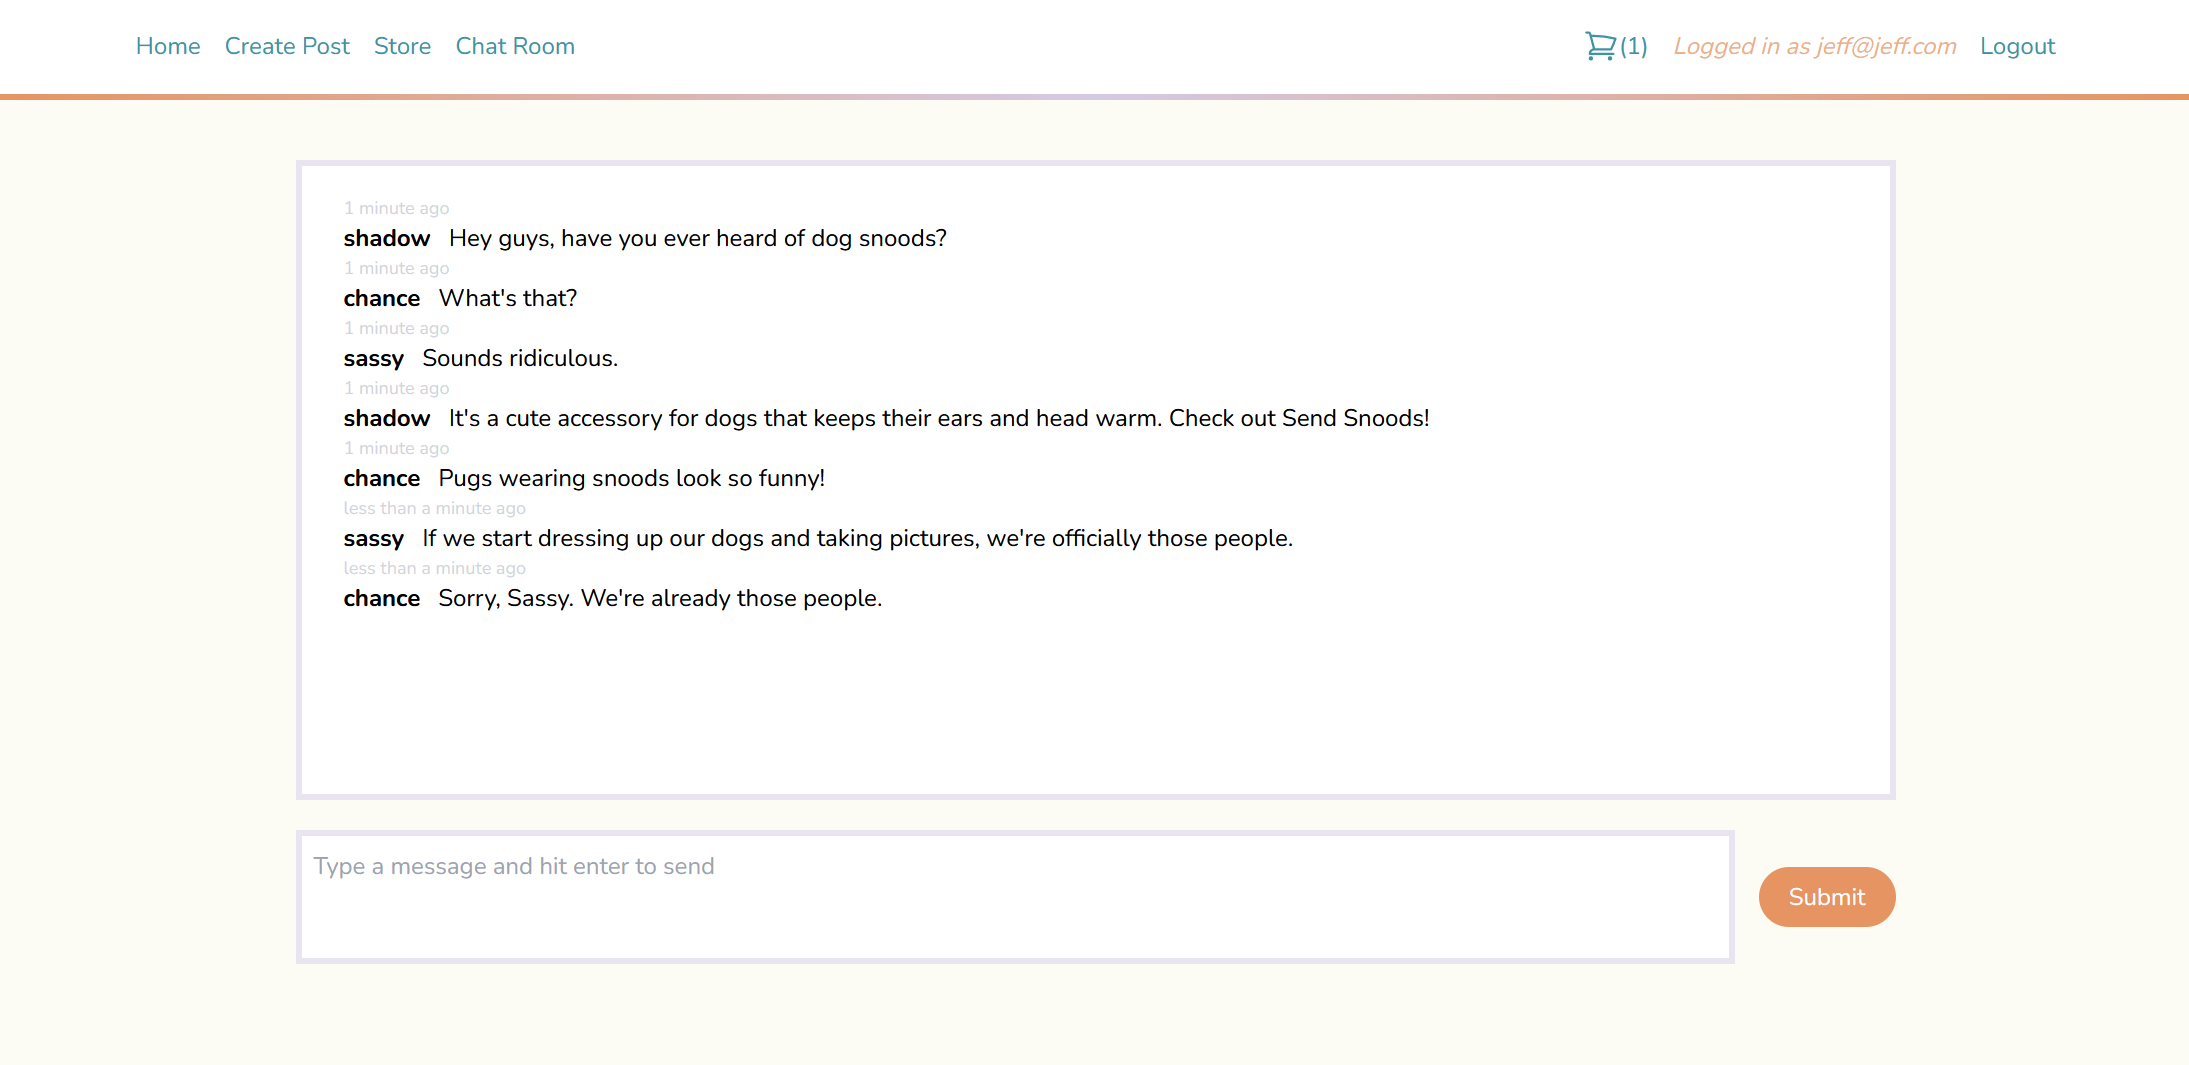 Home Create Post Store Chat Room (1) Logged in as jeff@jeff.com Logout
1 minute ago
shadow Hey guys, have you ever heard of dog snoods?
1 minute ago
chance What's that?
1 minute ago
sassy Sounds ridiculous.
1 minute ago
shadow It's a cute accessory for dogs that keeps their ears and head warm. Check out Send Snoods!
1 minute ago
chance Pugs wearing snoods look so funny!
less than a minute ago
sassy If we start dressing up our dogs and taking pictures, we're officially those people.
less than a minute ago
chance Sorry, Sassy. We're already those people.
Type a message and hit enter to send
Submit